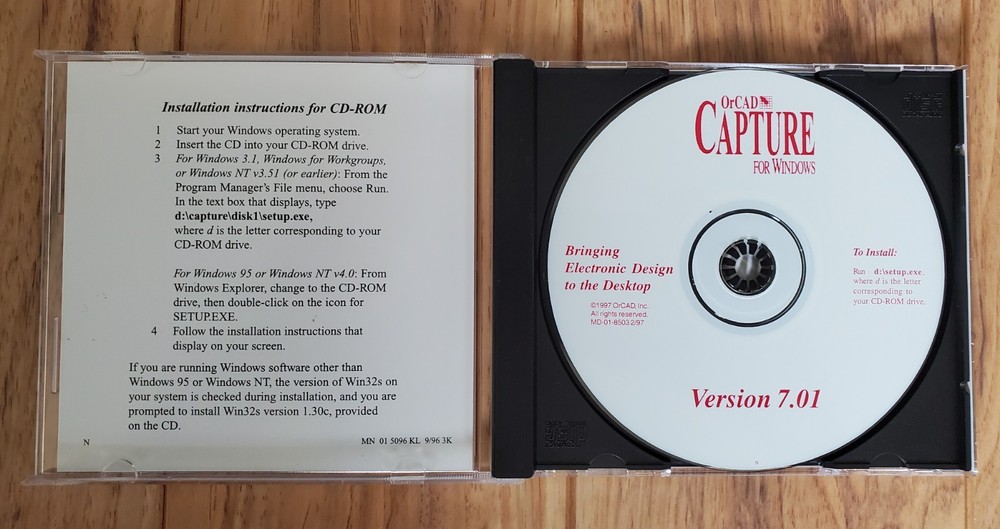 Installation instructions for CD-ROM
1 Start your Windows operating system.
2 Insert the CD into your CD-ROM drive.
3 For Windows 3.1, Windows for Workgroups,
or Windows NT v3.51 (or earlier): From the
Program Manager's File menu, choose Run.
In the text box that displays, type
d:\capture\disk1\setup.exe,
where d is the letter corresponding to your
CD-ROM drive.
For Windows 95 or Windows NT v4.0: From
Windows Explorer, change to the CD-ROM
drive, then double-click on the icon for
SETUP.EXE.
4 Follow the installation instructions that
display on your screen.
If you are running Windows software other than
Windows 95 or Windows NT, the version of Win32s on
your system is checked during installation, and you are
prompted to install Win32s version 1.30c, provided
on the CD.
N MN 01 5096 KL 9/96 3K
OrCAD
CAPTURE
FOR WINDOWS
Bringing
Electronic Design
to the Desktop
©1997 OrCAD, Inc.
All rights reserved.
MD-01-8503 2/97
To Install:
Run d:\setup.exe,
where d is the letter
corresponding to
your CD-ROM drive.
Version 7.01